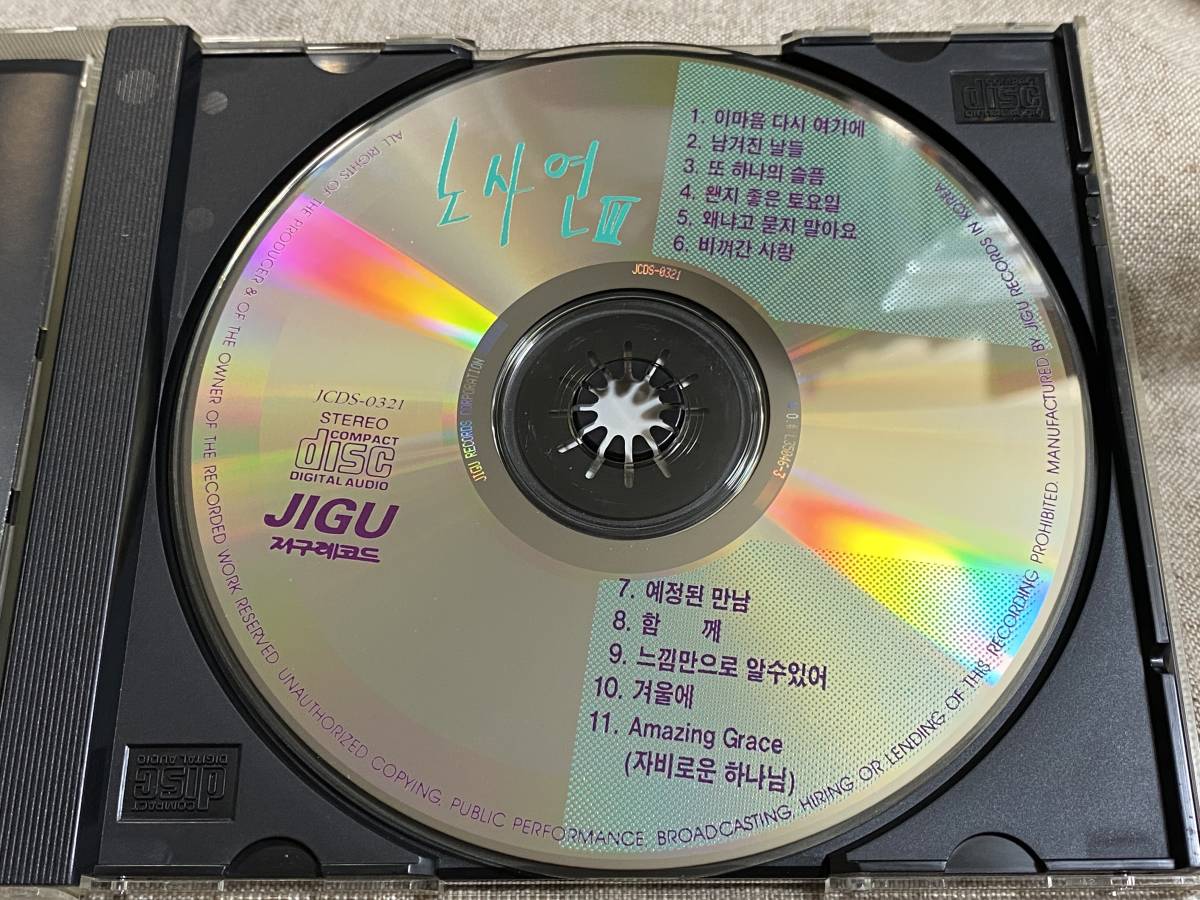 노사연 III
1. 이마음 다시 여기에
2. 남겨진 날들
3. 또 하나의 슬픔
4. 왠지 좋은 토요일
5. 왜냐고 묻지 말아요
6. 비껴간 사랑
JCDS-0321
JIGU RECORDS CORPORATION
JCDS-0321
STEREO
COMPACT
disc
DIGITAL AUDIO
JIGU
지구레코드
7. 예정된 만남
8. 함 께
9. 느낌만으로 알수있어
10. 겨울에
11. Amazing Grace
(자비로운 하나님)
ALL RIGHTS OF THE PRODUCER & OF THE OWNER OF THE RECORDED WORK RESERVED. UNAUTHORIZED COPYING. PUBLIC PERFORMANCE. BROADCASTING, HIRING OR LENDING OF THIS RECORDING PROHIBITED. MANUFACTURED BY JIGU RECORDS IN KOREA
disc
COMPACT
disc
DIGITAL AUDIO